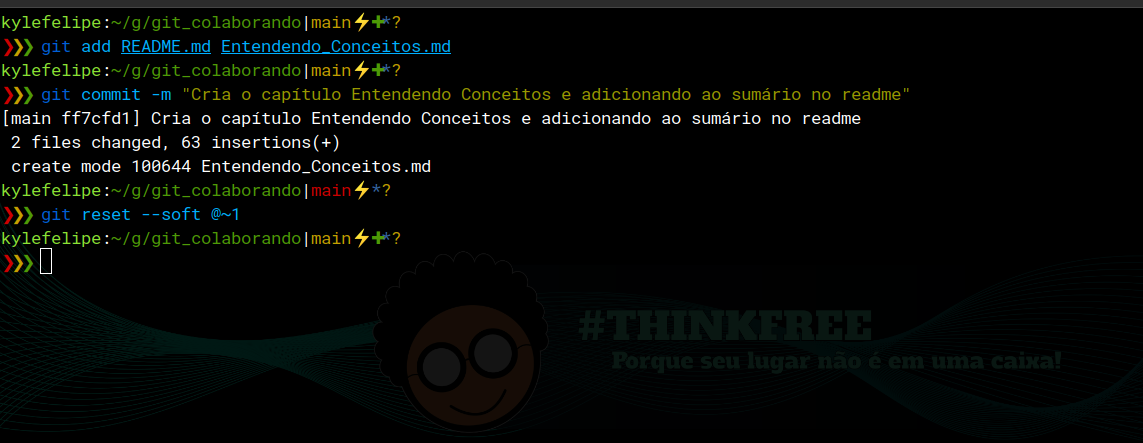 kylefelipe:~/g/git_colaborando|main⚡✚*?
❯❯❯ git add README.md Entendendo_Conceitos.md
kylefelipe:~/g/git_colaborando|main⚡✚*?
❯❯❯ git commit -m "Cria o capítulo Entendendo Conceitos e adicionando ao sumário no readme"
[main ff7cfd1] Cria o capítulo Entendendo Conceitos e adicionando ao sumário no readme
 2 files changed, 63 insertions(+)
 create mode 100644 Entendendo_Conceitos.md
kylefelipe:~/g/git_colaborando|main⚡*?
❯❯❯ git reset --soft @~1
kylefelipe:~/g/git_colaborando|main⚡✚*?
❯❯❯
#THINKFREE
Porque seu lugar não é em uma caixa!